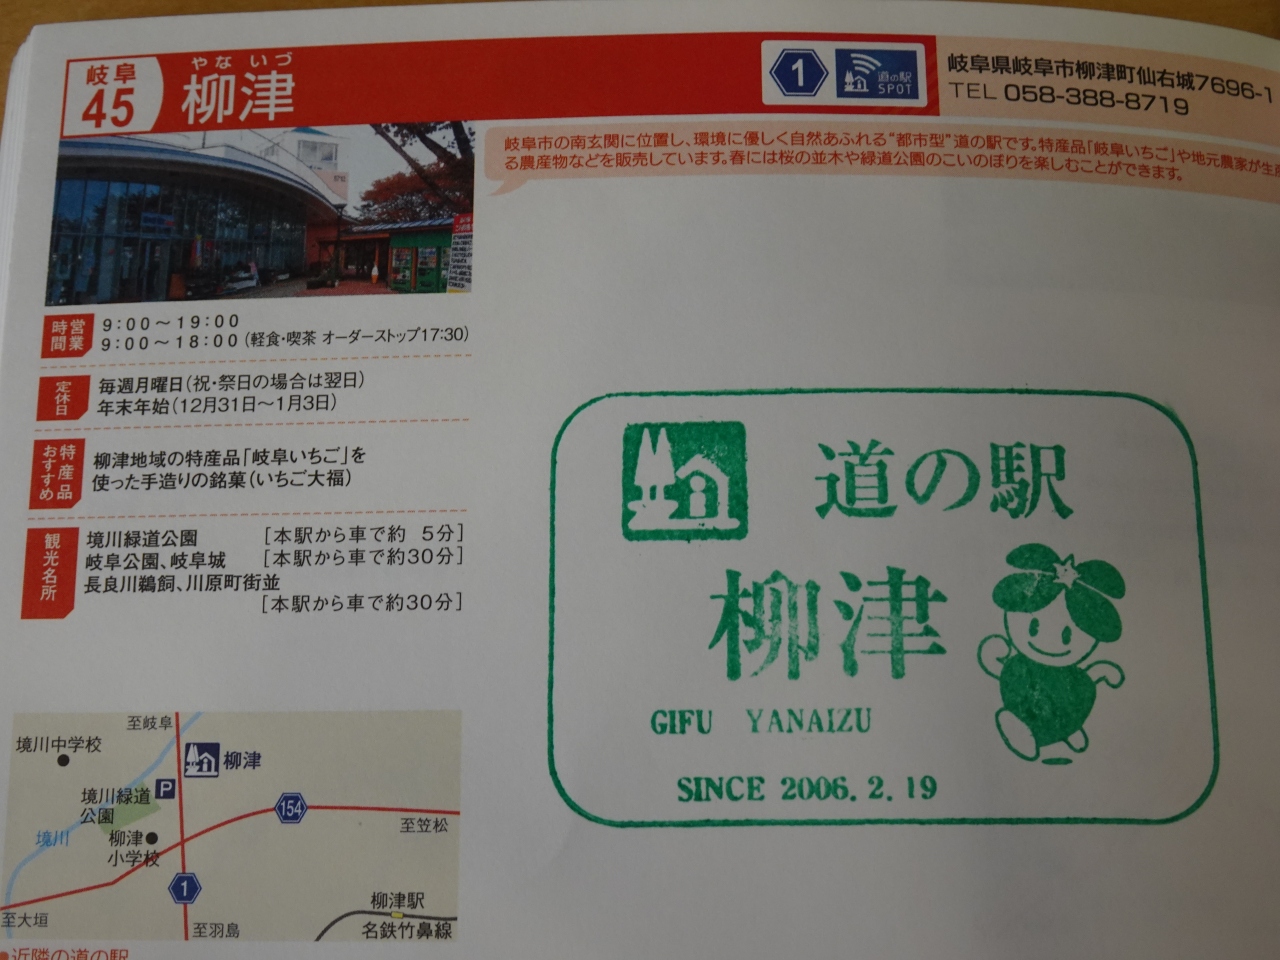 岐阜
45
やな いづ
柳津
1
道の駅
SPOT
岐阜県岐阜市柳津町仙右城7696-1
TEL 058-388-8719
岐阜市の南玄関に位置し、環境に優しく自然あふれる“都市型”道の駅です。特産品「岐阜いちご」や地元農家が生産
る農産物などを販売しています。春には桜の並木や緑道公園のこいのぼりを楽しむことができます。
営業時間
9:00～19:00
9:00～18:00(軽食・喫茶 オーダーストップ17:30)
定休日
毎週月曜日(祝・祭日の場合は翌日)
年末年始(12月31日～1月3日)
特産品おすすめ
柳津地域の特産品「岐阜いちご」を
使った手造りの銘菓(いちご大福)
観光名所
境川緑道公園 [本駅から車で約 5分]
岐阜公園、岐阜城 [本駅から車で約30分]
長良川鵜飼、川原町街並
[本駅から車で約30分]
道の駅
柳津
GIFU YANAIZU
SINCE 2006. 2. 19
至岐阜
境川中学校
柳津
P
境川緑道
公園
154
至笠松
境川
柳津
小学校
1
柳津駅
至大垣
至羽島
名鉄竹鼻線
●近隣の道の駅